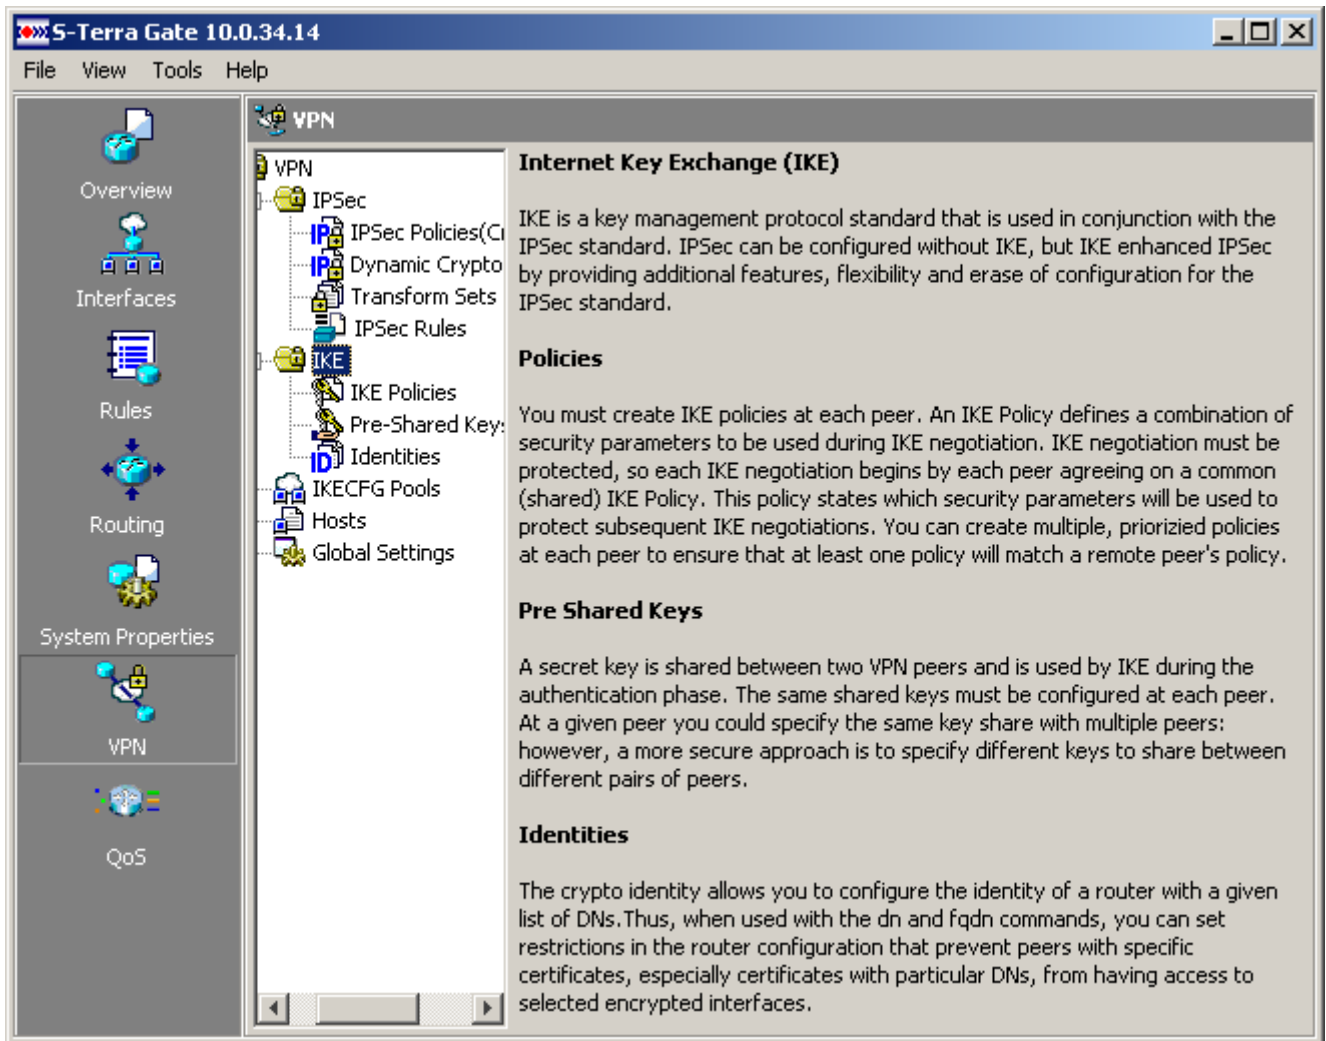 S-Terra Gate 10.0.34.14
File View Tools Help
Overview
Interfaces
Rules
Routing
System Properties
VPN
QoS
VPN
VPN
IPSec
IPSec Policies(Cr
Dynamic Crypto
Transform Sets
IPSec Rules
IKE
IKE Policies
Pre-Shared Key
Identities
IKECFG Pools
Hosts
Global Settings
Internet Key Exchange (IKE)
IKE is a key management protocol standard that is used in conjunction with the
IPSec standard. IPSec can be configured without IKE, but IKE enhanced IPSec
by providing additional features, flexibility and erase of configuration for the
IPSec standard.
Policies
You must create IKE policies at each peer. An IKE Policy defines a combination of
security parameters to be used during IKE negotiation. IKE negotiation must be
protected, so each IKE negotiation begins by each peer agreeing on a common
(shared) IKE Policy. This policy states which security parameters will be used to
protect subsequent IKE negotiations. You can create multiple, priorizied policies
at each peer to ensure that at least one policy will match a remote peer's policy.
Pre Shared Keys
A secret key is shared between two VPN peers and is used by IKE during the
authentication phase. The same shared keys must be configured at each peer.
At a given peer you could specify the same key share with multiple peers:
however, a more secure approach is to specify different keys to share between
different pairs of peers.
Identities
The crypto identity allows you to configure the identity of a router with a given
list of DNs.Thus, when used with the dn and fqdn commands, you can set
restrictions in the router configuration that prevent peers with specific
certificates, especially certificates with particular DNs, from having access to
selected encrypted interfaces.